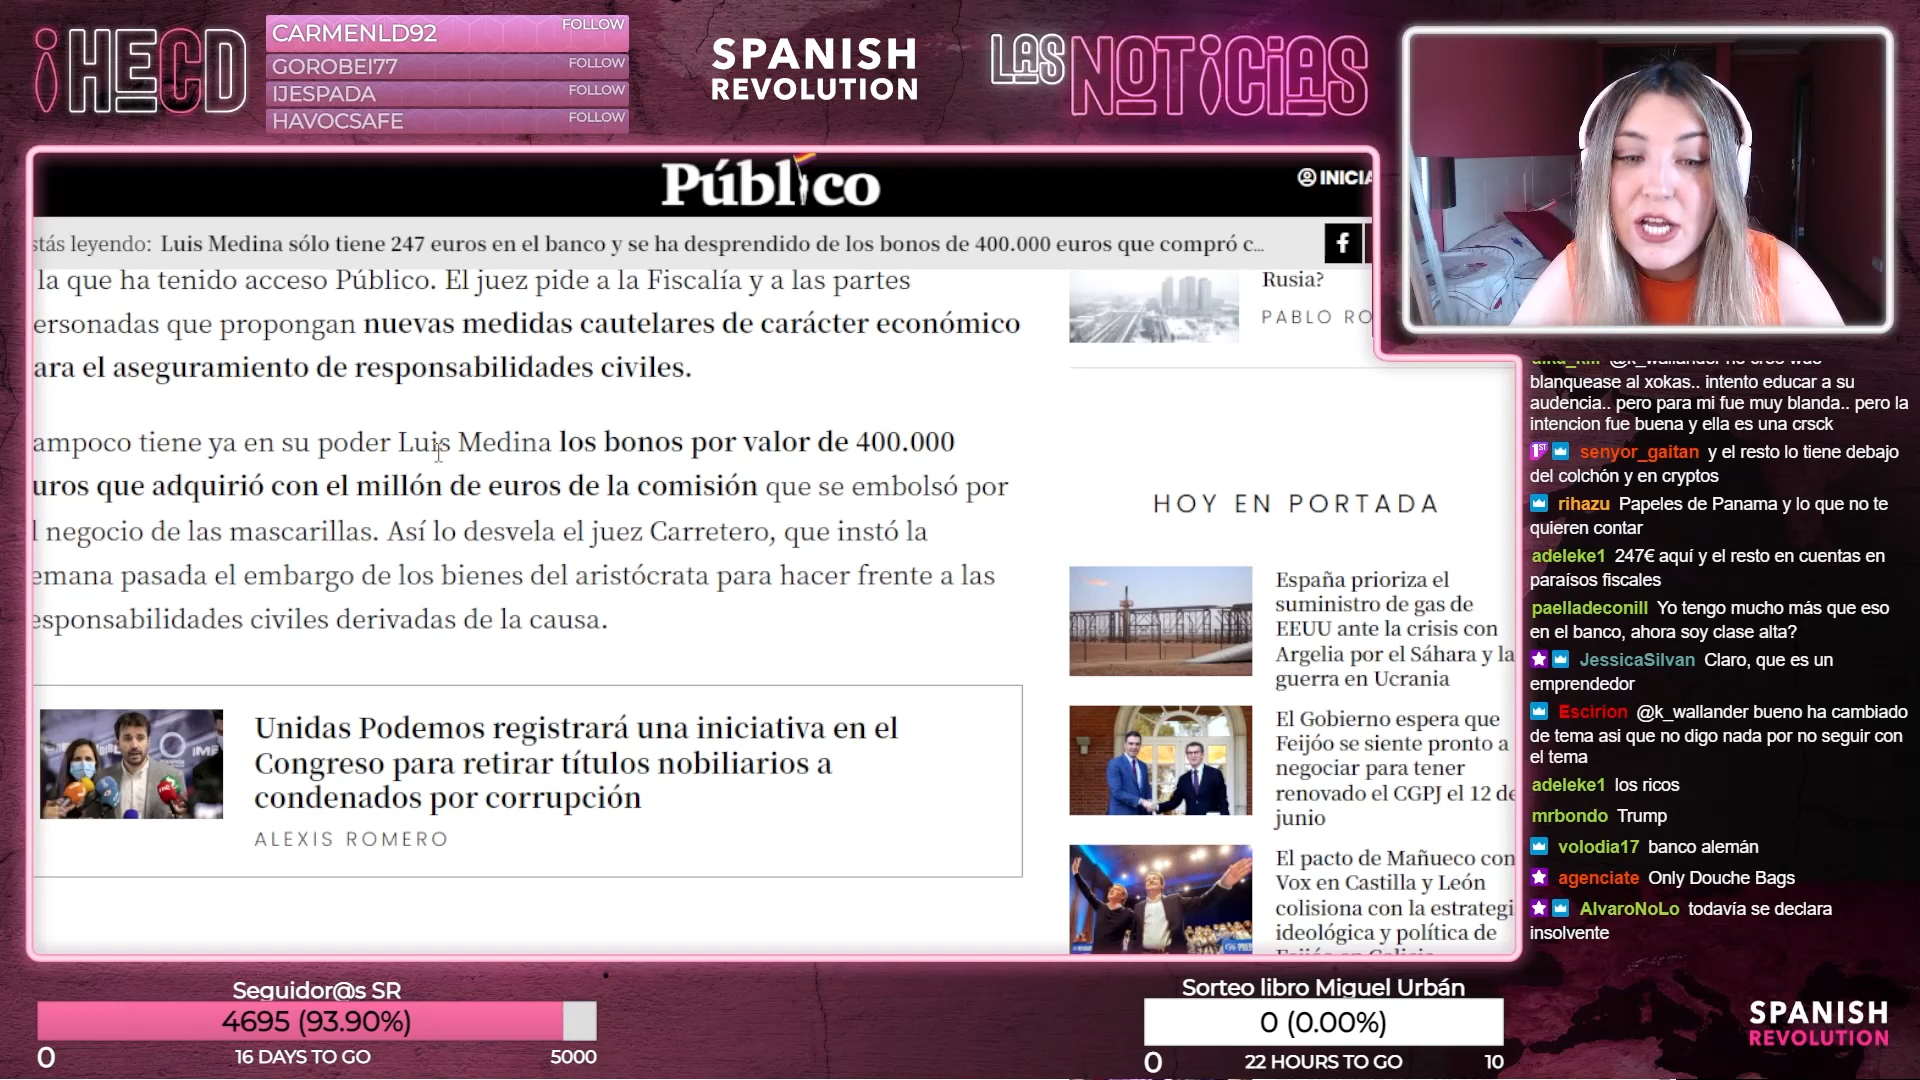 ¡HECD
CARMENLD92 FOLLOW
GOROBEI77 FOLLOW
IJESPADA FOLLOW
HAVOCSAFE FOLLOW
SPANISH
REVOLUTION
LAS NOTICIAS
Público
INICIA
stás leyendo: Luis Medina sólo tiene 247 euros en el banco y se ha desprendido de los bonos de 400.000 euros que compró c...
la que ha tenido acceso Público. El juez pide a la Fiscalía y a las partes
ersonadas que propongan nuevas medidas cautelares de carácter económico
ara el aseguramiento de responsabilidades civiles.
ampoco tiene ya en su poder Luis Medina los bonos por valor de 400.000
uros que adquirió con el millón de euros de la comisión que se embolsó por
l negocio de las mascarillas. Así lo desvela el juez Carretero, que instó la
emana pasada el embargo de los bienes del aristócrata para hacer frente a las
esponsabilidades civiles derivadas de la causa.
Unidas Podemos registrará una iniciativa en el
Congreso para retirar títulos nobiliarios a
condenados por corrupción
ALEXIS ROMERO
Rusia?
PABLO RO
HOY EN PORTADA
España prioriza el
suministro de gas de
EEUU ante la crisis con
Argelia por el Sáhara y la
guerra en Ucrania
El Gobierno espera que
Feijóo se siente pronto a
negociar para tener
renovado el CGPJ el 12 de
junio
El pacto de Mañueco con
Vox en Castilla y León
colisiona con la estrategi
ideológica y política de
blanquease al xokas.. intento educar a su
audencia.. pero para mi fue muy blanda.. pero la
intencion fue buena y ella es una crsck
senyor_gaitan y el resto lo tiene debajo
del colchón y en cryptos
rihazu Papeles de Panama y lo que no te
quieren contar
adeleke1 247€ aquí y el resto en cuentas en
paraísos fiscales
paelladeconill Yo tengo mucho más que eso
en el banco, ahora soy clase alta?
JessicaSilvan Claro, que es un
emprendedor
Escirion @k_wallander bueno ha cambiado
de tema asi que no digo nada por no seguir con
el tema
adeleke1 los ricos
mrbondo Trump
volodia17 banco alemán
agenciate Only Douche Bags
AlvaroNoLo todavía se declara
insolvente
Seguidor@s SR
4695 (93.90%)
0 16 DAYS TO GO 5000
Sorteo libro Miguel Urbán
0 (0.00%)
0 22 HOURS TO GO 10
SPANISH
REVOLUTION